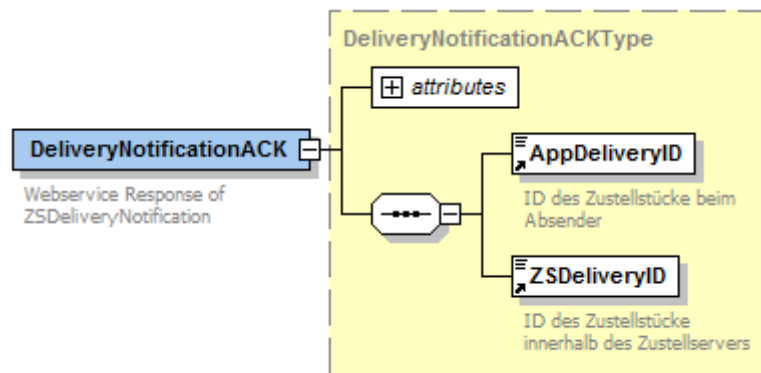 DeliveryNotificationACKType
attributes
DeliveryNotificationACK
Webservice Response of
ZSDeliveryNotification
AppDeliveryID
ID des Zustellstücke beim
Absender
ZSDeliveryID
ID des Zustellstücke
innerhalb des Zustellservers